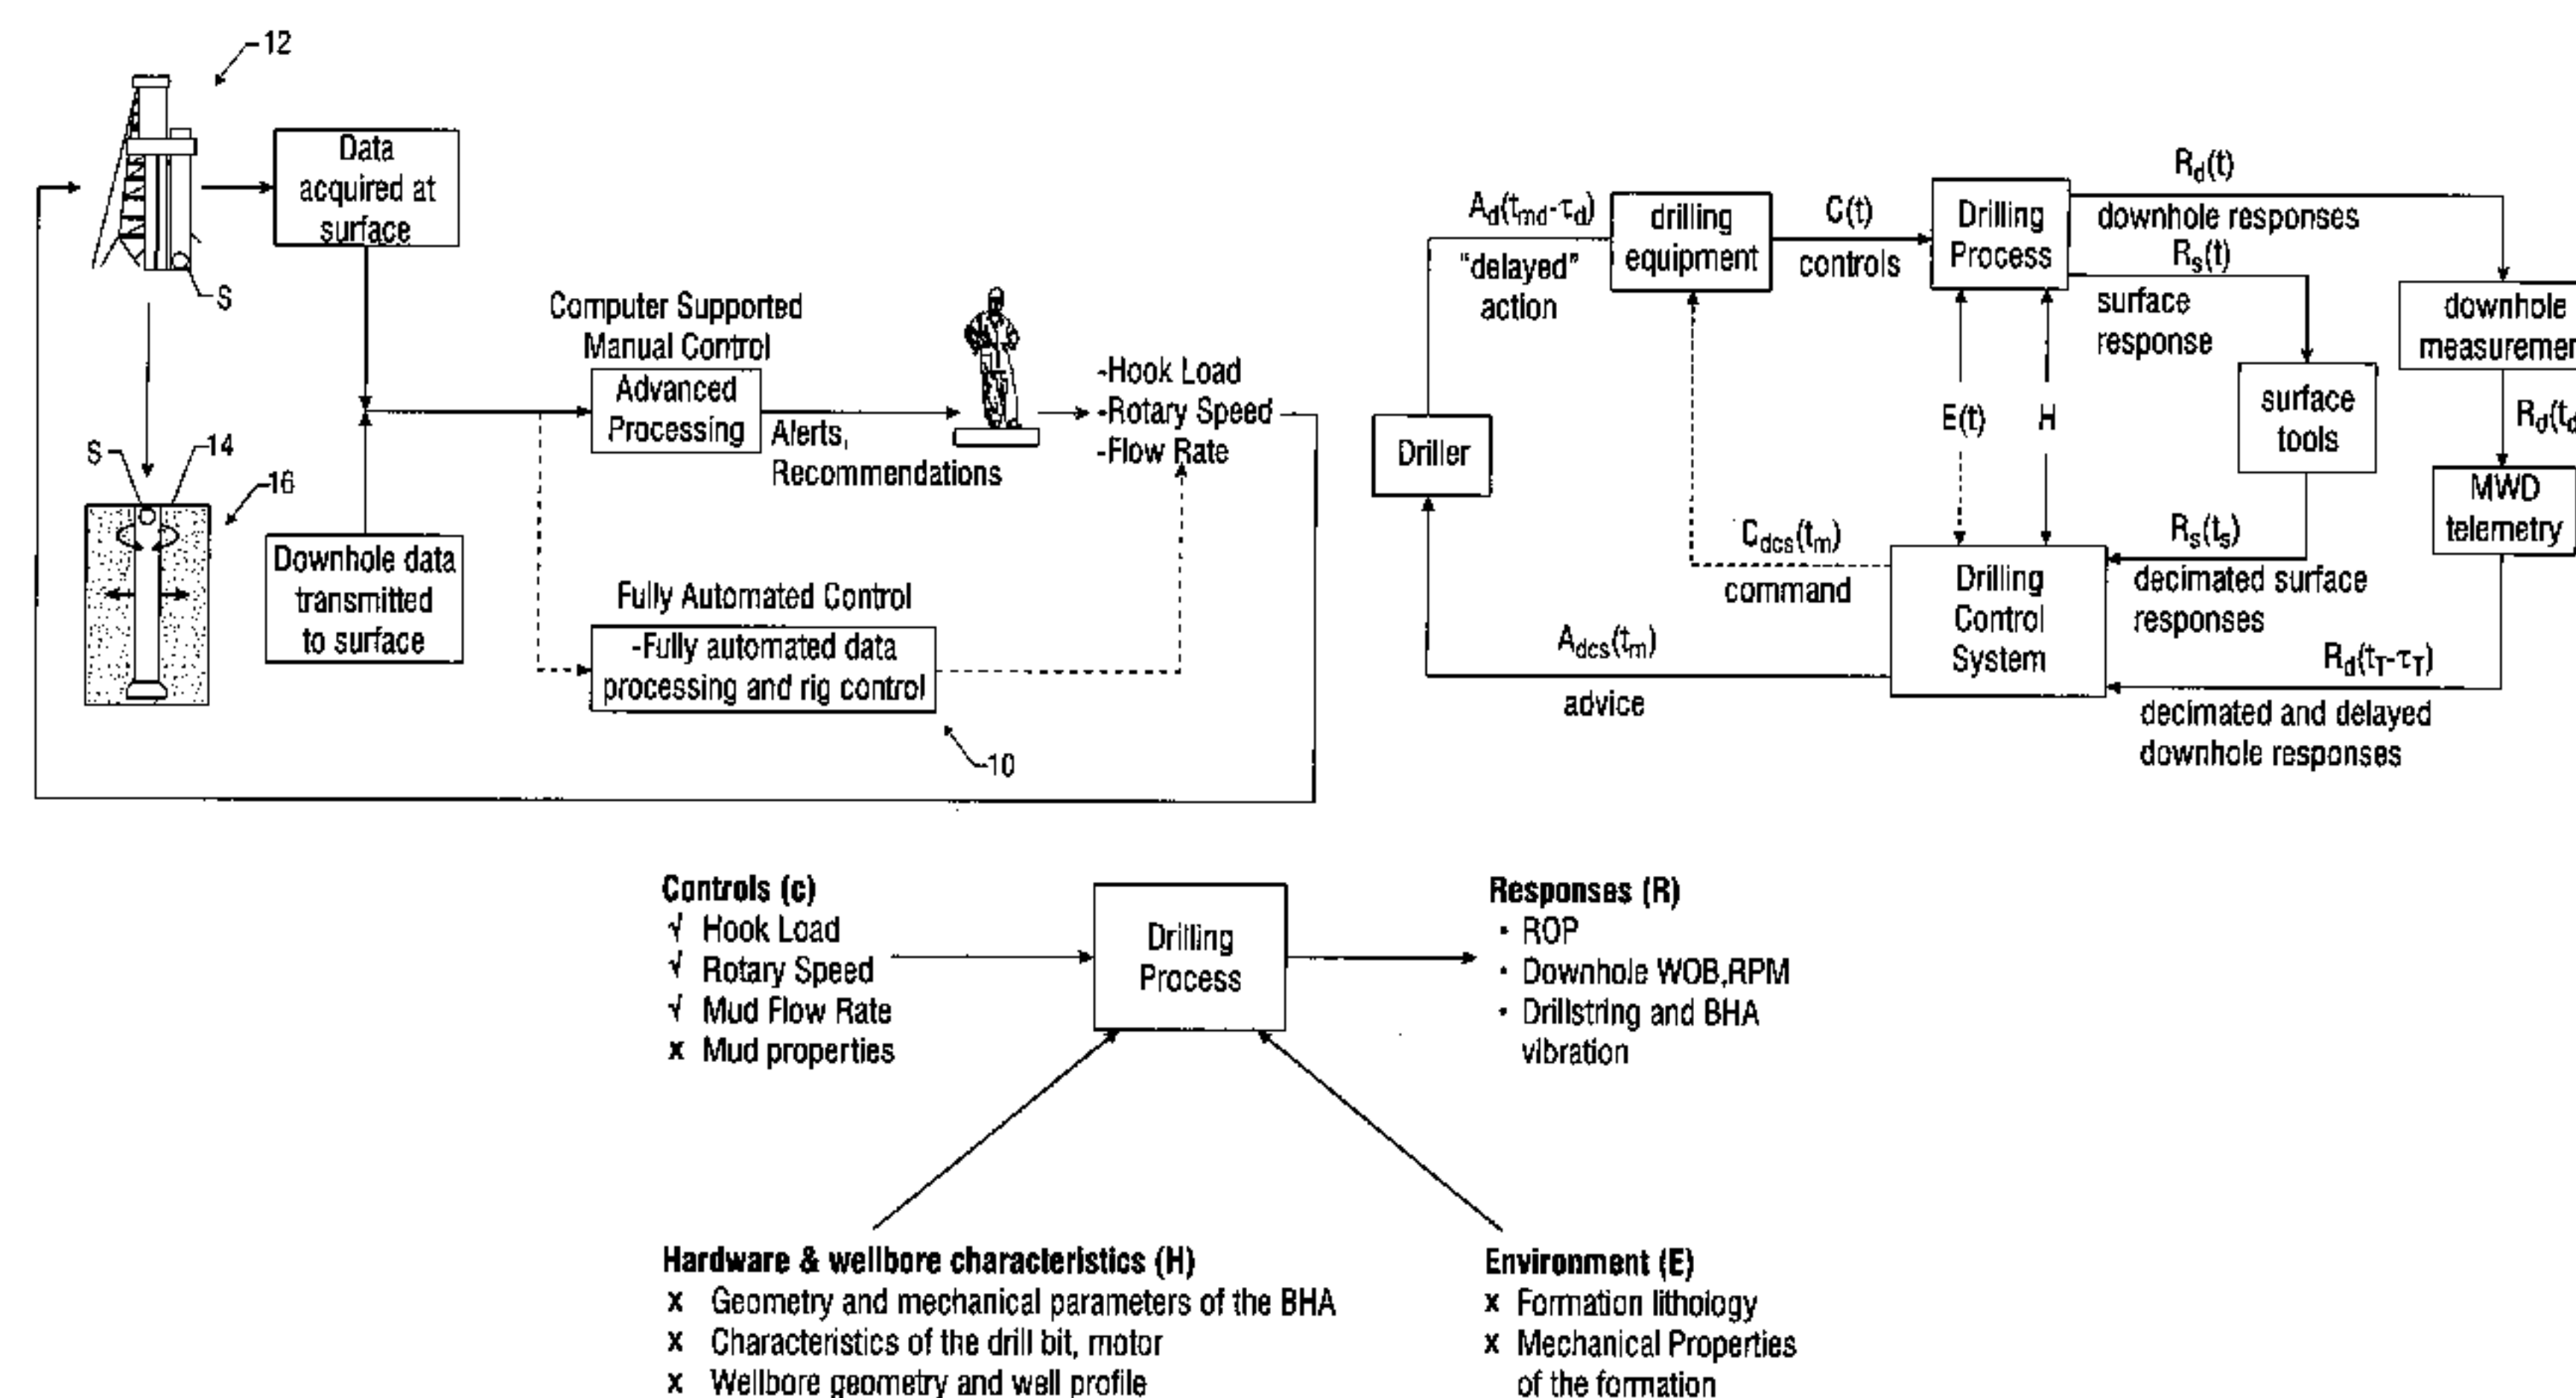 12
Data
acquired at
surface
S
Computer Supported
Manual Control
Advanced
Processing
Alerts,
Recommendations
-Hook Load
-Rotary Speed
-Flow Rate
S
14
16
Downhole data
transmitted
to surface
Fully Automated Control
-Fully automated data
processing and rig control
10
Ad(tmd-τd)
"delayed"
action
drilling
equipment
C(t)
controls
Drilling
Process
Rd(t)
downhole responses
Rs(t)
surface
response
downhole
surface
tools
E(t)
H
Driller
MWD
telemetry
Cdcs(tm)
command
Rs(ts)
decimated surface
responses
Drilling
Control
System
Adcs(tm)
advice
Rd(tT-τT)
decimated and delayed
downhole responses
Controls (c)
√ Hook Load
√ Rotary Speed
√ Mud Flow Rate
x Mud properties
Drilling
Process
Responses (R)
• ROP
• Downhole WOB,RPM
• Drillstring and BHA
vibration
Hardware & wellbore characteristics (H)
x Geometry and mechanical parameters of the BHA
x Characteristics of the drill bit, motor
x Wellbore geometry and well profile
Environment (E)
x Formation lithology
x Mechanical Properties
of the formation